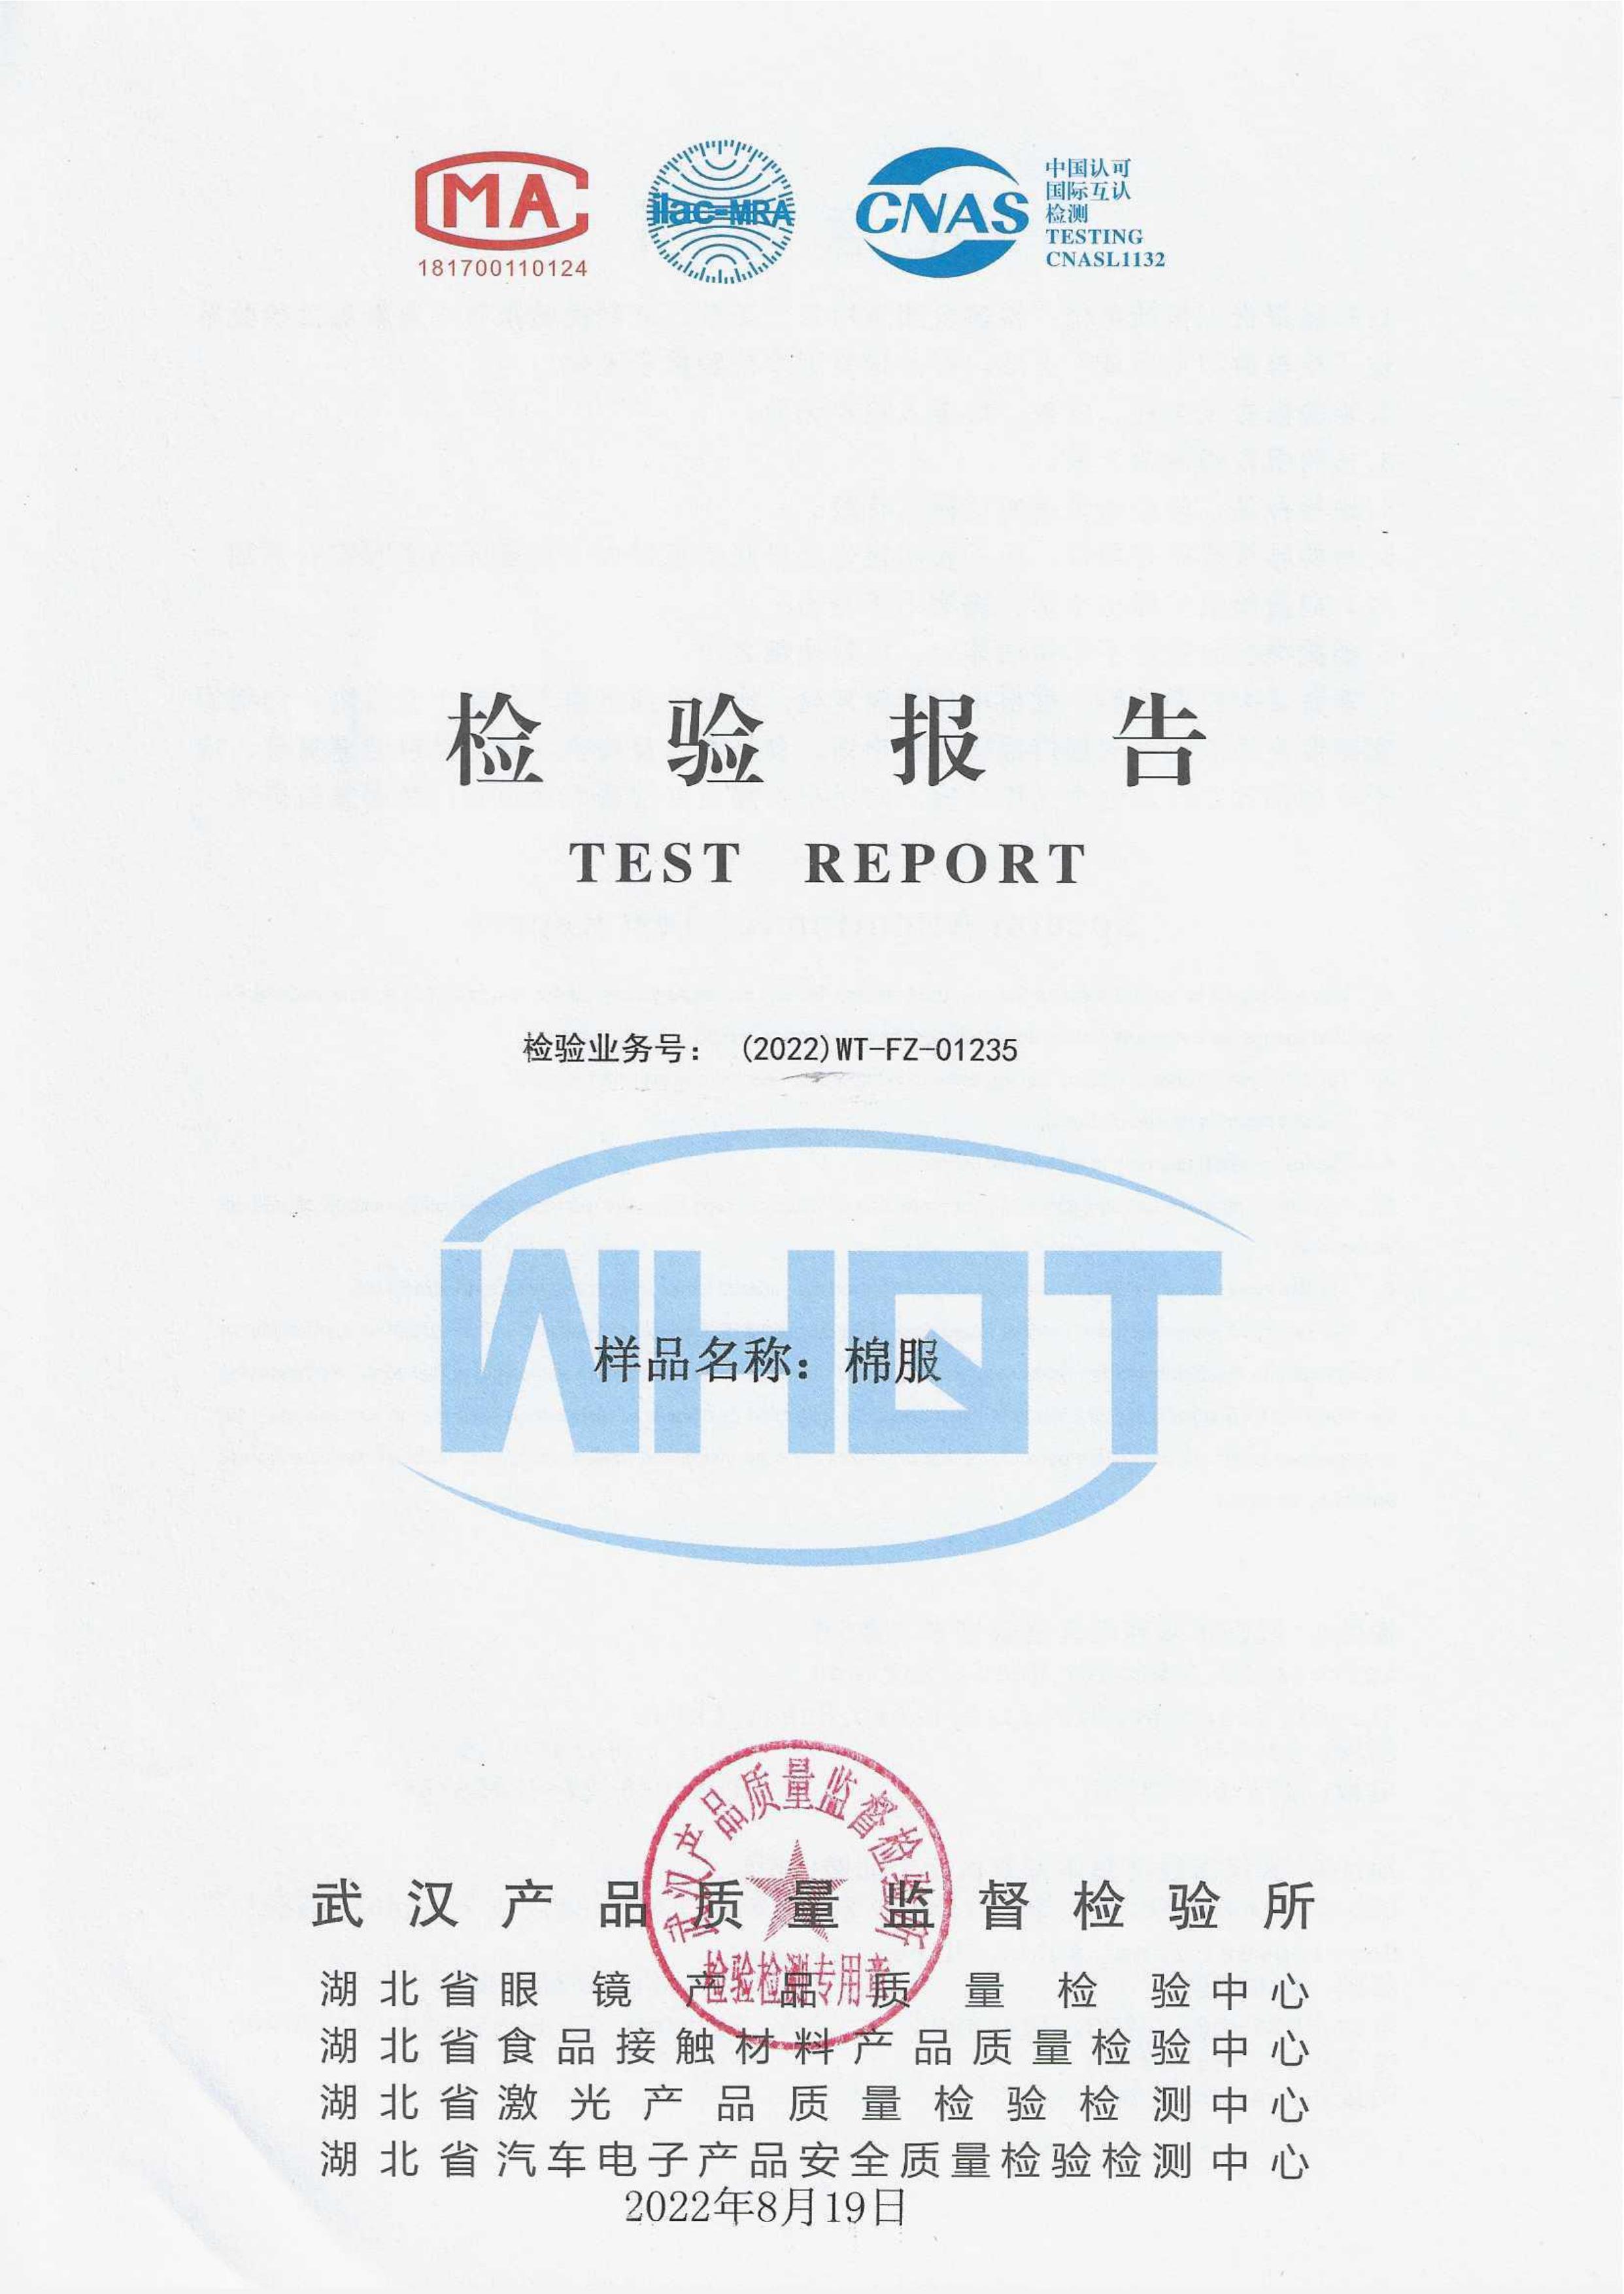 MA
181700110124
ilac-MRA
CNAS
中国认可
国际互认
检测
TESTING
CNASL1132
检验报告
TEST REPORT
检验业务号: (2022)WT-FZ-01235
WHQT
样品名称: 棉服
武汉产品质量监督检验所
检验检测专用章
武汉产品质量监督检验所
湖北省眼镜产品质量检验中心
湖北省食品接触材料产品质量检验中心
湖北省激光产品质量检验检测中心
湖北省汽车电子产品安全质量检验检测中心
2022年8月19日